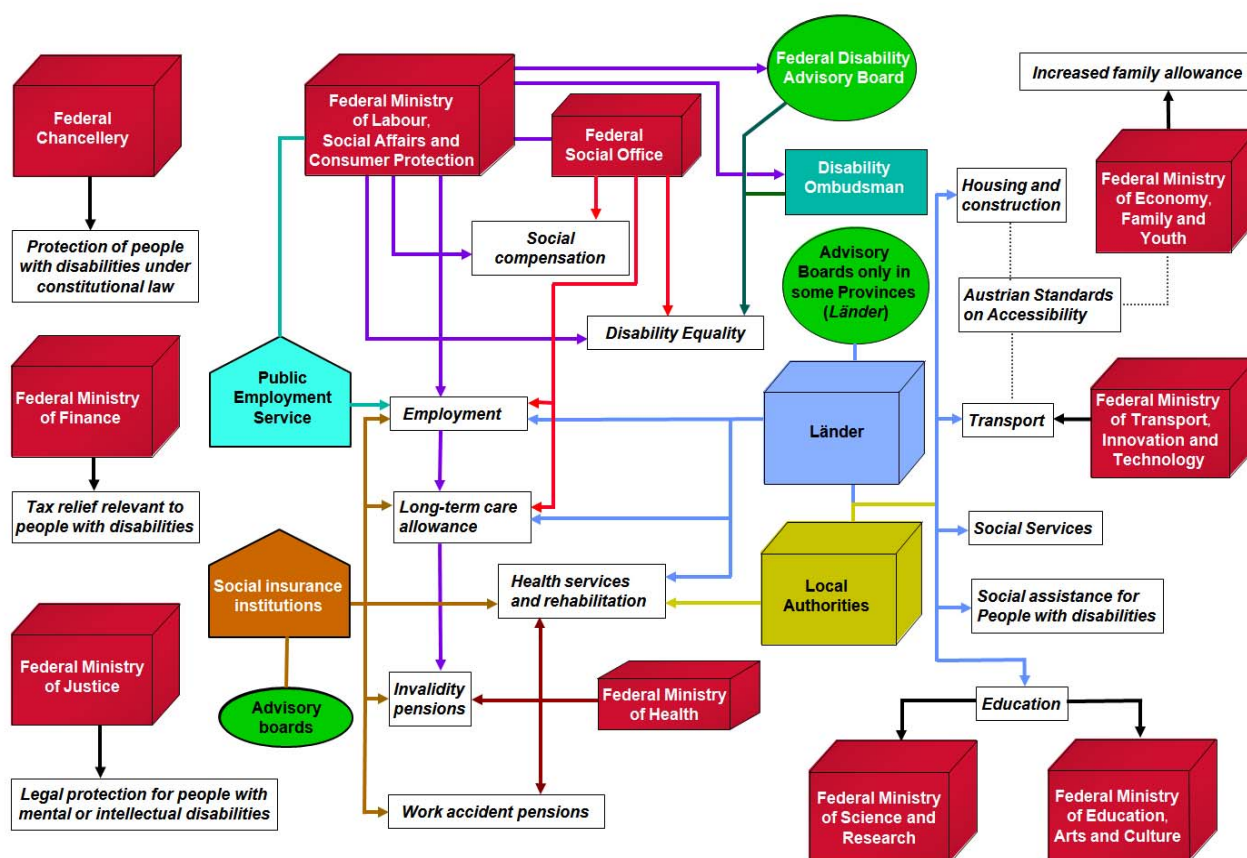 Federal
Chancellery
Federal Ministry
of Labour,
Social Affairs and
Consumer Protection
Federal
Social Office
Federal Disability
Advisory Board
Increased family allowance
Disability
Ombudsman
Housing and
construction
Federal Ministry
of Economy,
Family and
Youth
Protection of people
with disabilities under
constitutional law
Social
compensation
Advisory
Boards only in
some Provinces
(Länder)
Austrian Standards
on Accessibility
Disability Equality
Federal Ministry
of Finance
Public
Employment
Service
Employment
Länder
Transport
Federal Ministry
of Transport,
Innovation and
Technology
Tax relief relevant to
people with disabilities
Long-term care
allowance
Social Services
Social insurance
institutions
Health services
and rehabilitation
Local
Authorities
Social assistance for
People with disabilities
Federal Ministry
of Justice
Advisory
boards
Invalidity
pensions
Federal Ministry
of Health
Education
Legal protection for people with
mental or intellectual disabilities
Work accident pensions
Federal Ministry
of Science and
Research
Federal Ministry
of Education,
Arts and Culture